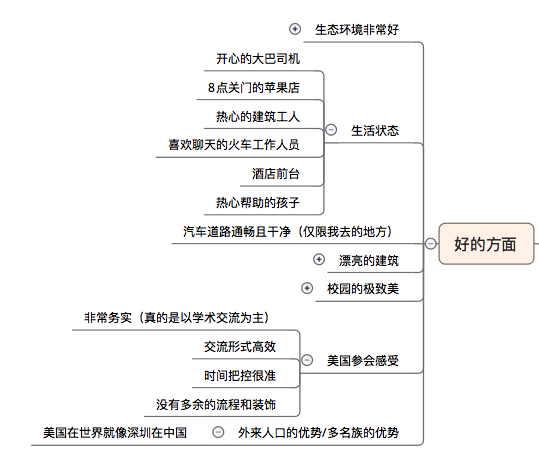 生态环境非常好
开心的大巴司机
8点关门的苹果店
热心的建筑工人
生活状态
喜欢聊天的火车工作人员
酒店前台
热心帮助的孩子
汽车道路通畅且干净（仅限我去的地方）
好的方面
漂亮的建筑
校园的极致美
非常务实（真的是以学术交流为主）
交流形式高效
美国参会感受
时间把控很准
没有多余的流程和装饰
美国在世界就像深圳在中国
外来人口的优势/多名族的优势